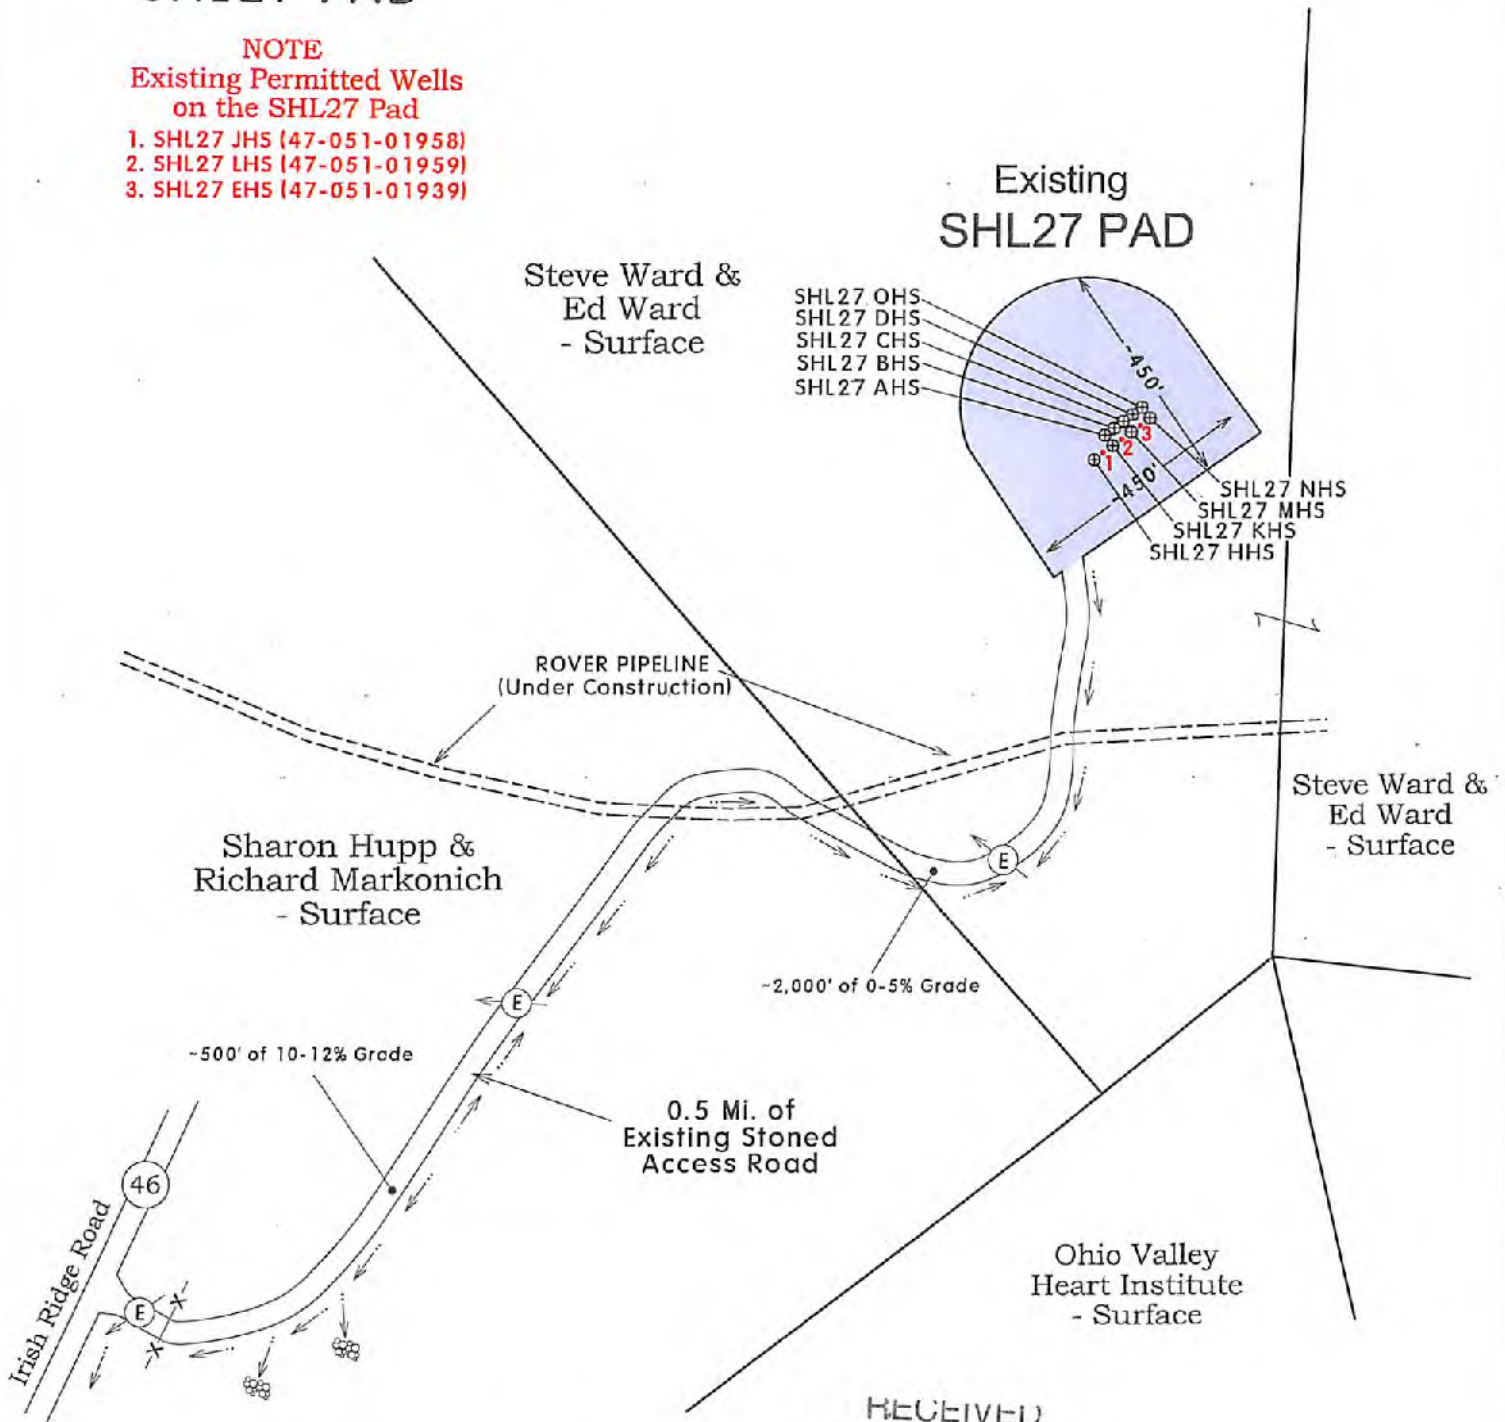 SHL27 PAD
NOTE
Existing Permitted Wells
on the SHL27 Pad
1. SHL27 JHS (47-051-01958)
2. SHL27 LHS (47-051-01959)
3. SHL27 EHS (47-051-01939)
Existing
SHL27 PAD
Steve Ward &
Ed Ward
- Surface
SHL27 OHS
SHL27 DHS
SHL27 CHS
SHL27 BHS
SHL27 AHS
~450'
3
2
1
~450'
SHL27 NHS
SHL27 MHS
SHL27 KHS
SHL27 HHS
ROVER PIPELINE
(Under Construction)
Steve Ward &
Ed Ward
- Surface
Sharon Hupp &
Richard Markonich
- Surface
E
~2,000' of 0-5% Grade
E
~500' of 10-12% Grade
0.5 Mi. of
Existing Stoned
Access Road
46
Irish Ridge Road
E
Ohio Valley
Heart Institute
- Surface
RECEIVED